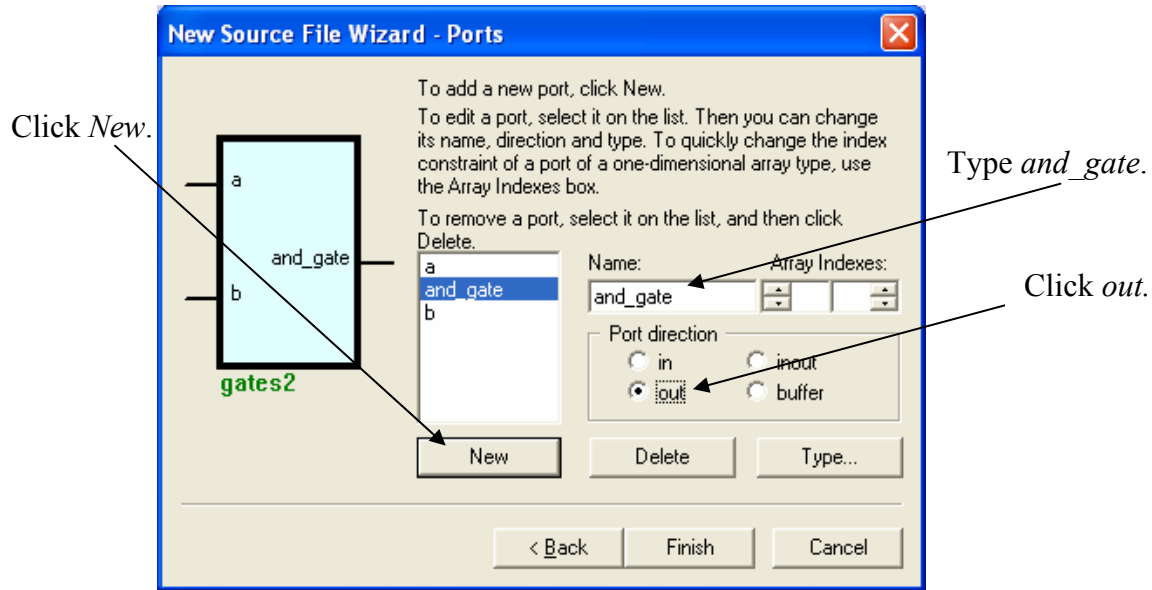 New Source File Wizard - Ports
To add a new port, click New.
To edit a port, select it on the list. Then you can change
its name, direction and type. To quickly change the index
constraint of a port of a one-dimensional array type, use
the Array Indexes box.
To remove a port, select it on the list, and then click
Delete.
Click New.
Type and_gate.
Click out.
a
and_gate
b
gates2
a
and_gate
b
Name:
Array Indexes:
and_gate
Port direction
in
inout
out
buffer
New
Delete
Type...
< Back
Finish
Cancel